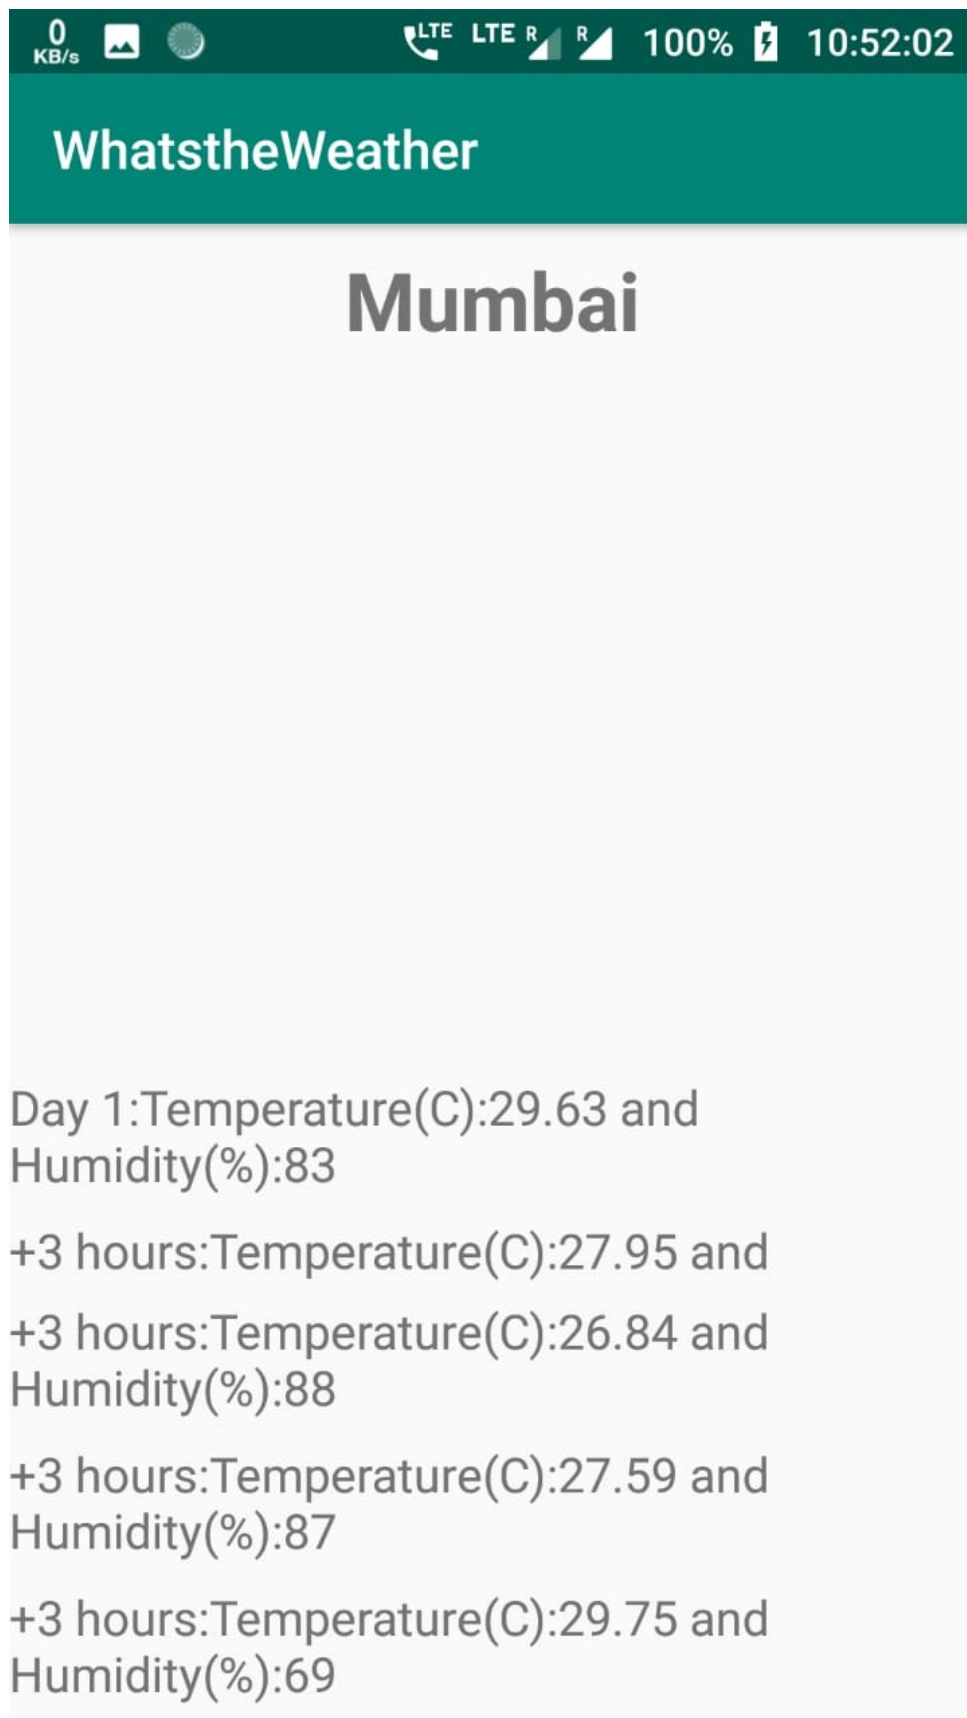 0 KB/s LTE LTE R R 100% 10:52:02
WhatstheWeather
Mumbai
Day 1:Temperature(C):29.63 and
Humidity(%):83
+3 hours:Temperature(C):27.95 and
+3 hours:Temperature(C):26.84 and
Humidity(%):88
+3 hours:Temperature(C):27.59 and
Humidity(%):87
+3 hours:Temperature(C):29.75 and
Humidity(%):69